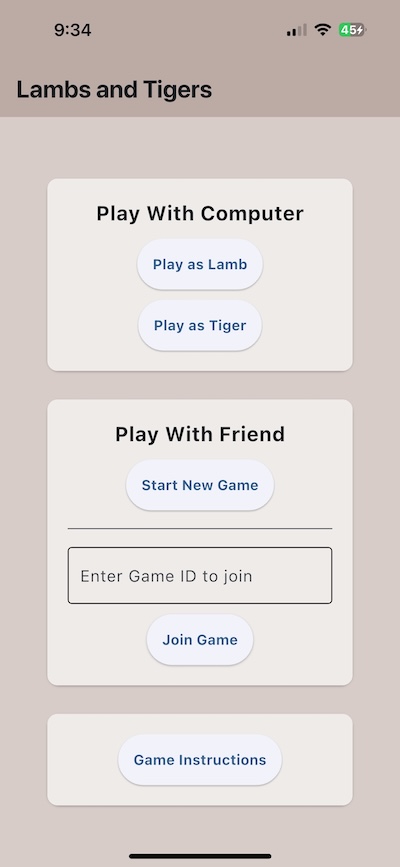 9:34
45
Lambs and Tigers
Play With Computer
Play as Lamb
Play as Tiger
Play With Friend
Start New Game
Enter Game ID to join
Join Game
Game Instructions